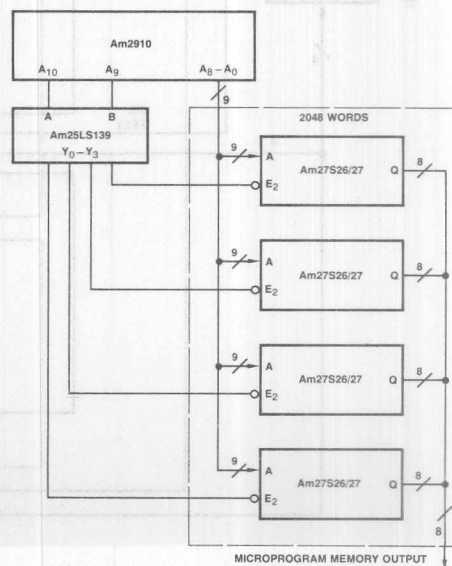 Am2910
A10 A9 A8 – A0
9
A B
Am25LS139
Y0 – Y3
2048 WORDS
9 A Am27S26/27 Q 8
E2
9 A Am27S26/27 Q 8
E2
9 A Am27S26/27 Q 8
E2
9 A Am27S26/27 Q 8
E2
8
MICROPROGRAM MEMORY OUTPUT